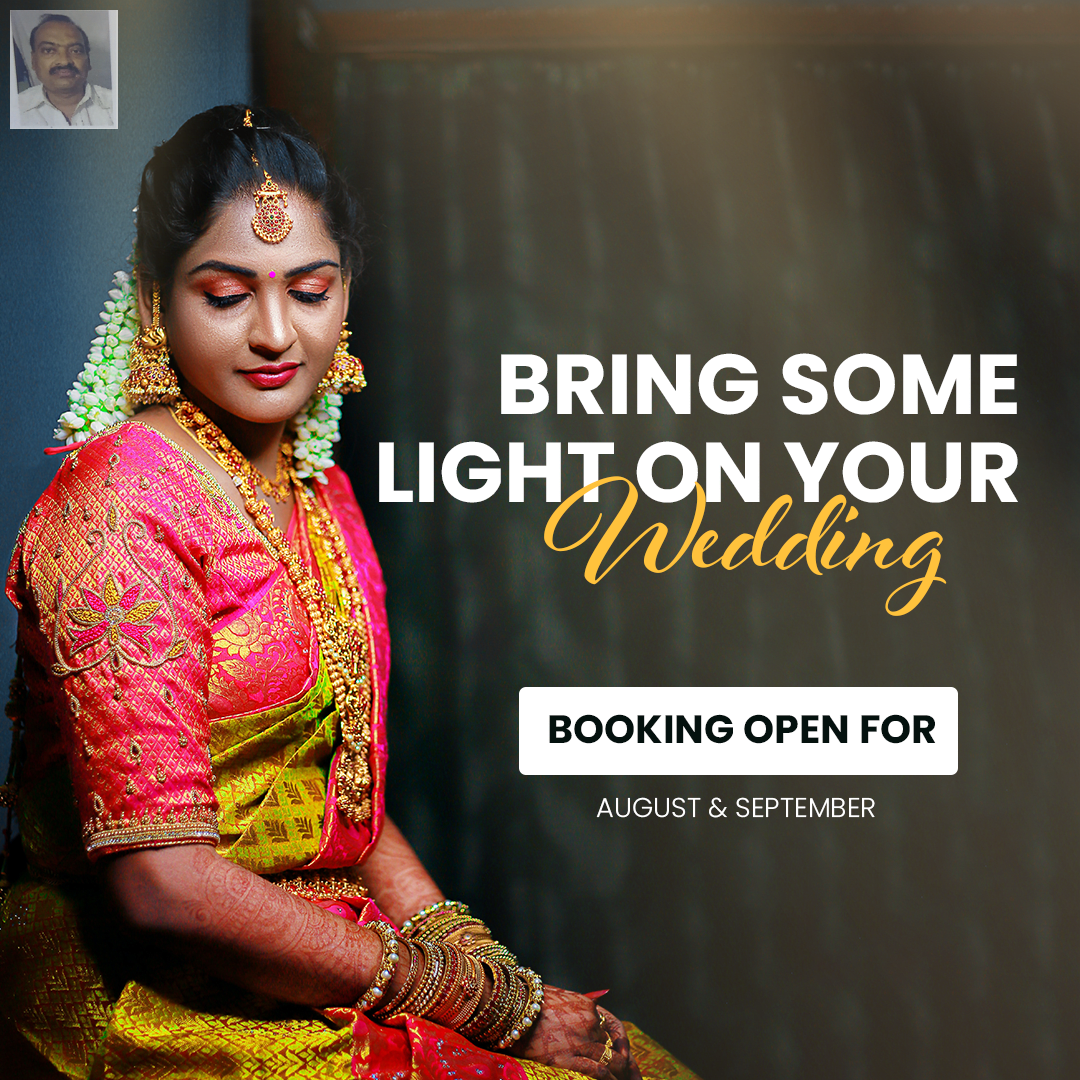 BRING SOME
LIGHT ON YOUR
Wedding
BOOKING OPEN FOR
AUGUST & SEPTEMBER